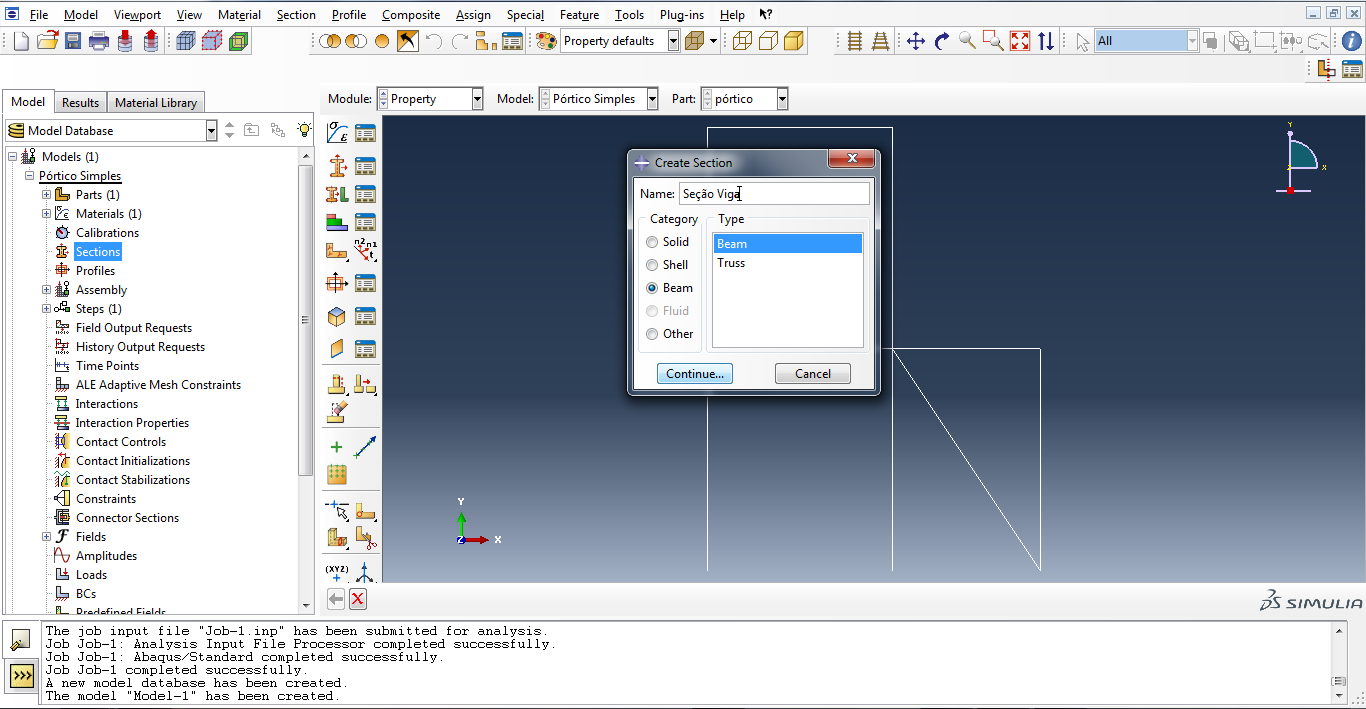 File Model Viewport View Material Section Profile Composite Assign Special Feature Tools Plug-ins Help
Property defaults
All
Model Results Material Library
Module: Property Model: Pórtico Simples Part: pórtico
Model Database
Models (1)
Pórtico Simples
Parts (1)
Materials (1)
Calibrations
Sections
Profiles
Assembly
Steps (1)
Field Output Requests
History Output Requests
Time Points
ALE Adaptive Mesh Constraints
Interactions
Interaction Properties
Contact Controls
Contact Initializations
Contact Stabilizations
Constraints
Connector Sections
Fields
Amplitudes
Loads
BCs
Predefined Fields
σ ε
n2 n1
t
(XYZ)
Create Section
Name: Seção Viga
Category Type
Solid
Shell
Beam
Fluid
Other
Beam
Truss
Continue... Cancel
Y
X
Y
Z X
SIMULIA
The job input file "Job-1.inp" has been submitted for analysis.
Job Job-1: Analysis Input File Processor completed successfully.
Job Job-1: Abaqus/Standard completed successfully.
Job Job-1 completed successfully.
A new model database has been created.
The model "Model-1" has been created.